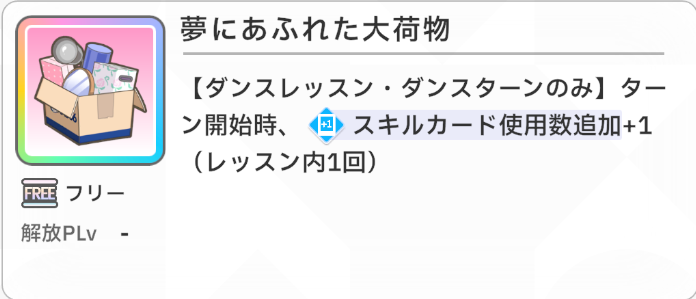 夢にあふれた大荷物
【ダンスレッスン・ダンスターンのみ】ター
ン開始時、+1 スキルカード使用数追加+1
（レッスン内1回）
FREE フリー
解放PLv -